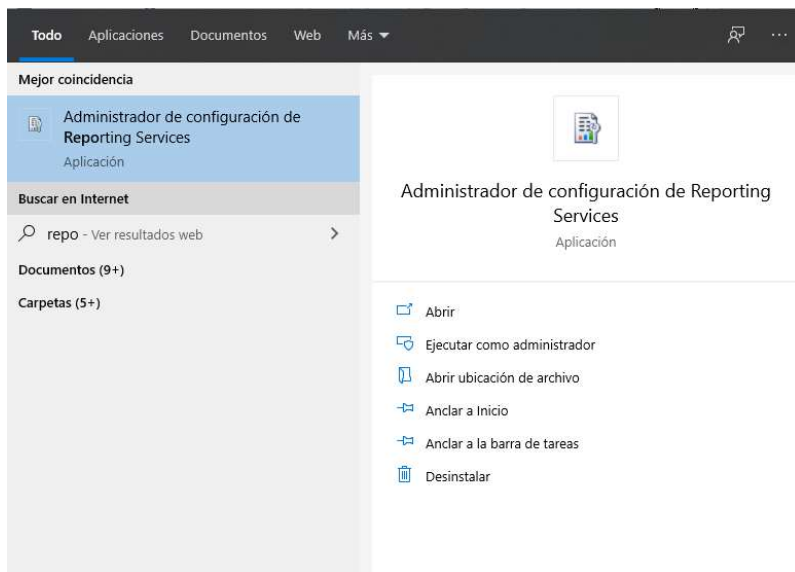 Todo Aplicaciones Documentos Web Más
Mejor coincidencia
Administrador de configuración de
Reporting Services
Aplicación
Buscar en Internet
repo - Ver resultados web
Documentos (9+)
Carpetas (5+)
Administrador de configuración de Reporting
Services
Aplicación
Abrir
Ejecutar como administrador
Abrir ubicación de archivo
Anclar a Inicio
Anclar a la barra de tareas
Desinstalar